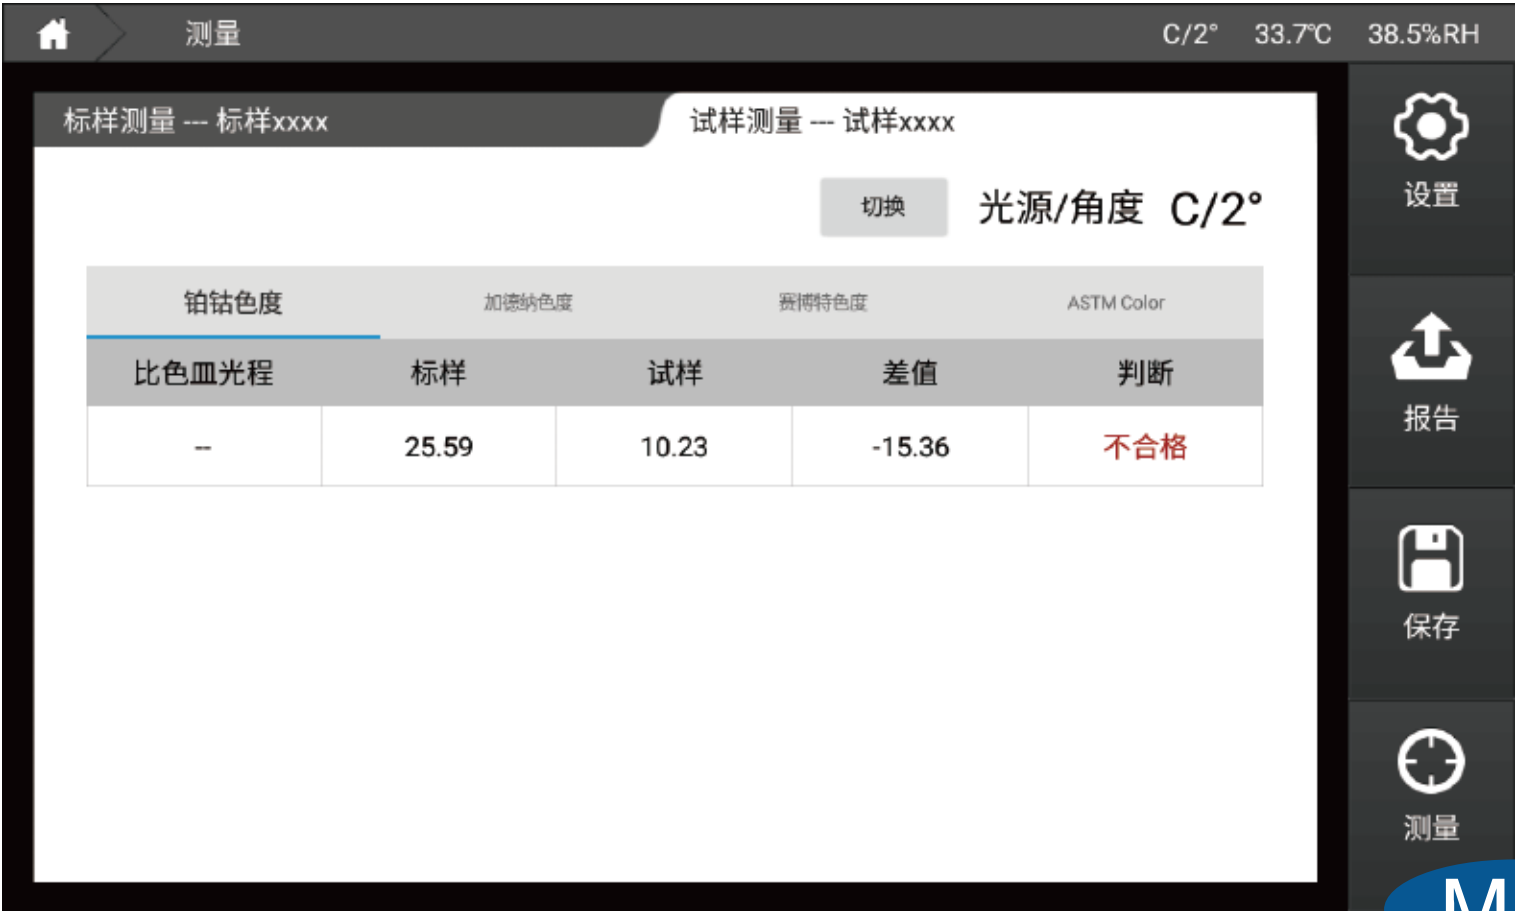 测量 C/2° 33.7℃ 38.5%RH
标样测量 --- 标样xxxx 试样测量 --- 试样xxxx
设置
切换 光源/角度 C/2°
铂钴色度 加德纳色度 赛博特色度 ASTM Color
比色皿光程 标样 试样 差值 判断
-- 25.59 10.23 -15.36 不合格
报告
保存
测量
M